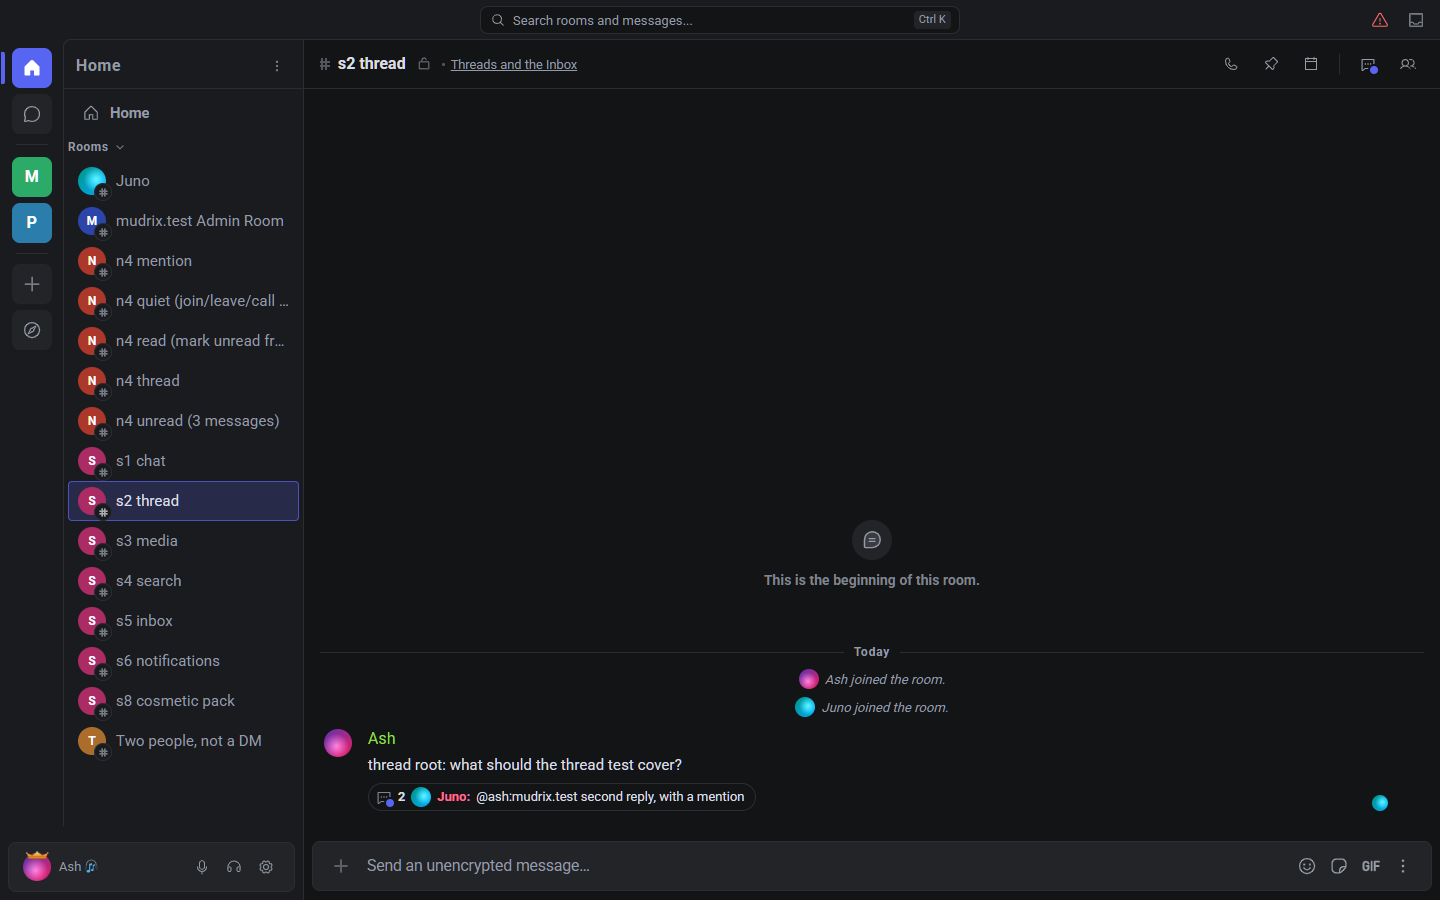 Search rooms and messages...
Ctrl K
Home
s2 thread
Threads and the Inbox
Home
M
P
Rooms
Juno
M mudrix.test Admin Room
N n4 mention
N n4 quiet (join/leave/call ...
N n4 read (mark unread fr...
N n4 thread
N n4 unread (3 messages)
S s1 chat
S s2 thread
S s3 media
S s4 search
S s5 inbox
S s6 notifications
S s8 cosmetic pack
T Two people, not a DM
This is the beginning of this room.
Today
Ash joined the room.
Juno joined the room.
Ash
thread root: what should the thread test cover?
2 Juno: @ash:mudrix.test second reply, with a mention
Ash
Send an unencrypted message...
GIF